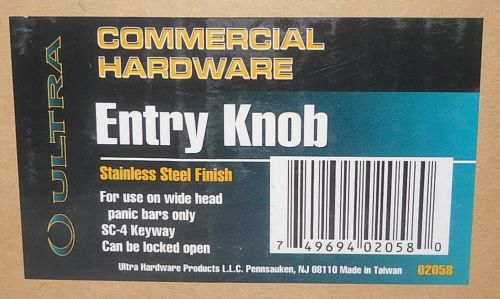 ULTRA
COMMERCIAL
HARDWARE
Entry Knob
Stainless Steel Finish
For use on wide head
panic bars only
SC-4 Keyway
Can be locked open
7 49694 02058 0
Ultra Hardware Products L.L.C. Pennsauken, NJ 08110 Made in Taiwan 02058